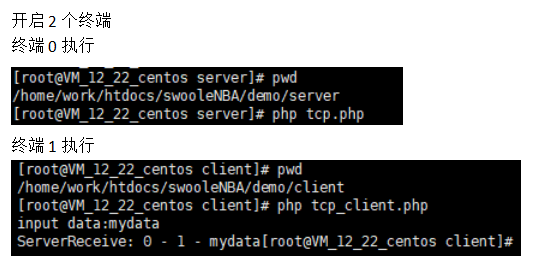 开启 2 个终端
终端 0 执行
[root@VM_12_22_centos server]# pwd
/home/work/htdocs/swooleNBA/demo/server
[root@VM_12_22_centos server]# php tcp.php
终端 1 执行
[root@VM_12_22_centos client]# pwd
/home/work/htdocs/swooleNBA/demo/client
[root@VM_12_22_centos client]# php tcp_client.php
input data:mydata
ServerReceive: 0 - 1 - mydata[root@VM_12_22_centos client]#